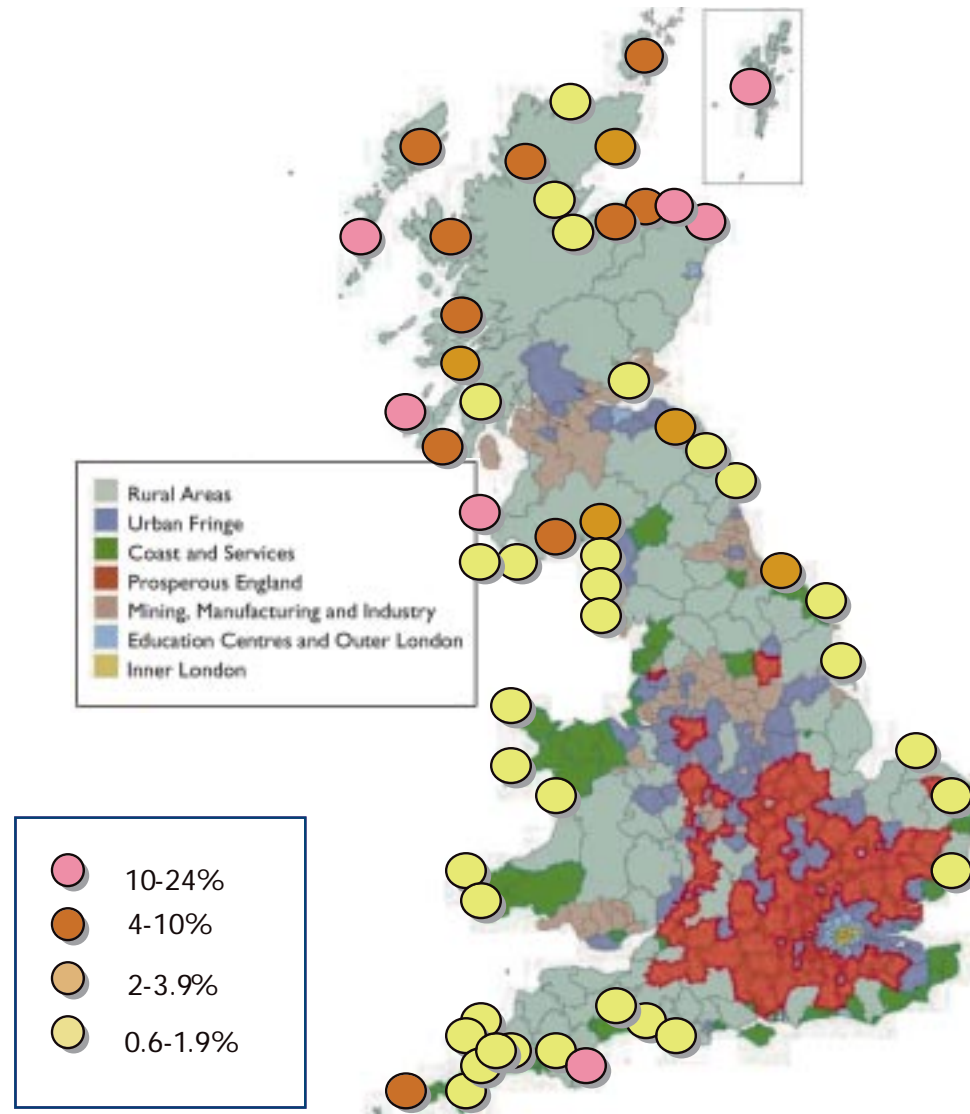 Rural Areas
Urban Fringe
Coast and Services
Prosperous England
Mining, Manufacturing and Industry
Education Centres and Outer London
Inner London
10-24%
4-10%
2-3.9%
0.6-1.9%